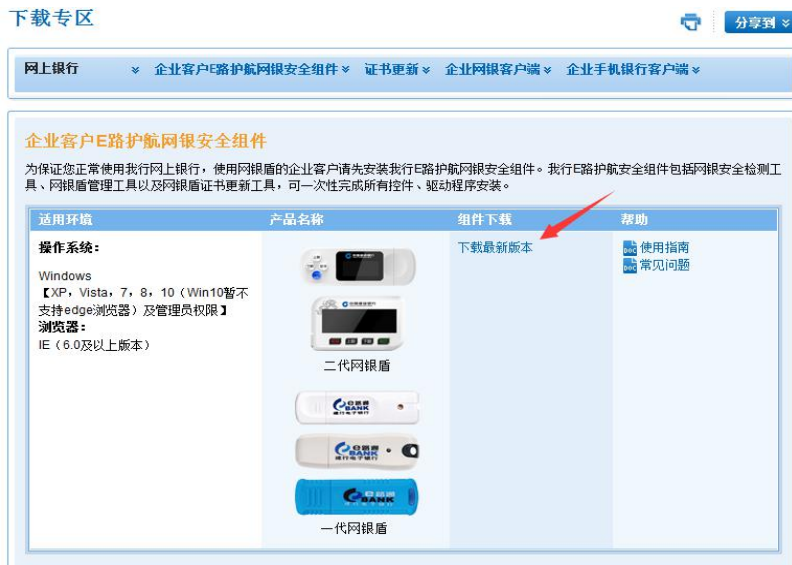 下载专区
分享到
网上银行 企业客户E路护航网银安全组件 证书更新 企业网银客户端 企业手机银行客户端
企业客户E路护航网银安全组件
为保证您正常使用我行网上银行，使用网银盾的企业客户请先安装我行E路护航网银安全组件。我行E路护航安全组件包括网银安全检测工
具、网银盾管理工具以及网银盾证书更新工具，可一次性完成所有控件、驱动程序安装。
适用环境 产品名称 组件下载 帮助
操作系统：
Windows
【XP，Vista，7，8，10（Win10暂不
支持edge浏览器）及管理员权限】
浏览器：
IE（6.0及以上版本）
二代网银盾
BANK
BANK
BANK
一代网银盾
下载最新版本
DOC 使用指南
DOC 常见问题